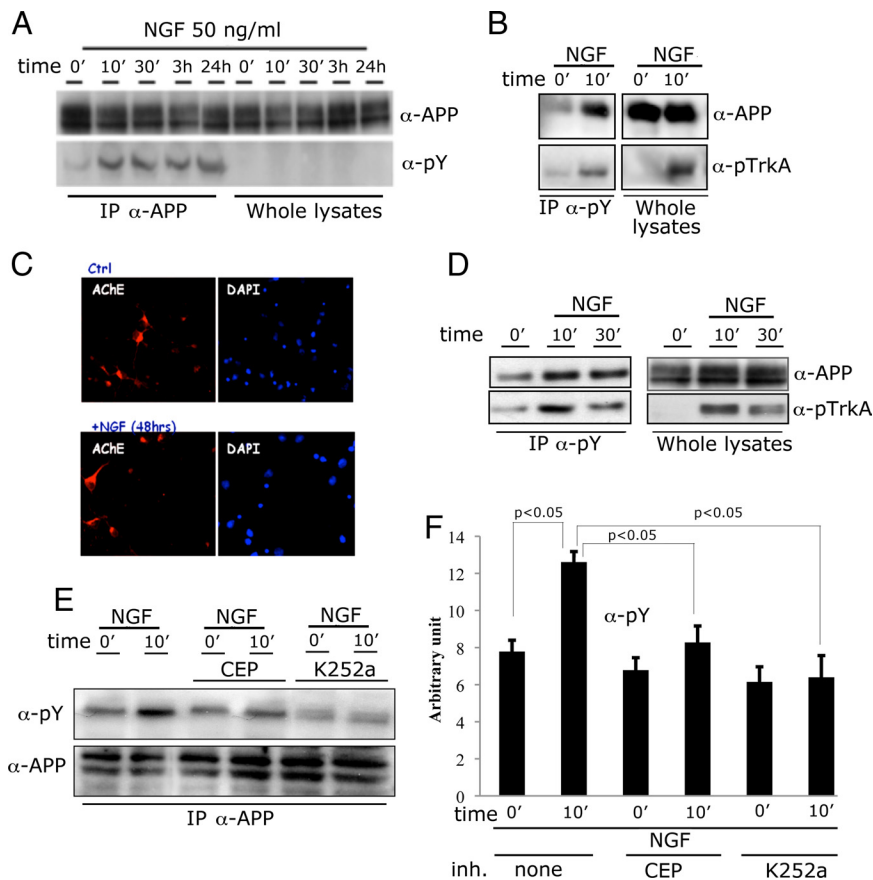 A
NGF 50 ng/ml
time 0′ 10′ 30′ 3h 24h 0′ 10′ 30′ 3h 24h
α-APP
α-pY
IP α-APP Whole lysates
B
NGF NGF
time 0′ 10′ 0′ 10′
α-APP
α-pTrkA
IP α-pY Whole
lysates
C
Ctrl
AChE DAPI
+NGF (48hrs)
AChE DAPI
D
NGF NGF
time 0′ 10′ 30′ 0′ 10′ 30′
α-APP
α-pTrkA
IP α-pY Whole lysates
E
NGF NGF NGF
time 0′ 10′ 0′ 10′ 0′ 10′
CEP K252a
α-pY
α-APP
IP α-APP
F
p<0.05 p<0.05
p<0.05
α-pY
Arbitrary unit
14
12
10
8
6
4
2
0
time 0′ 10′ 0′ 10′ 0′ 10′
NGF
inh. none CEP K252a